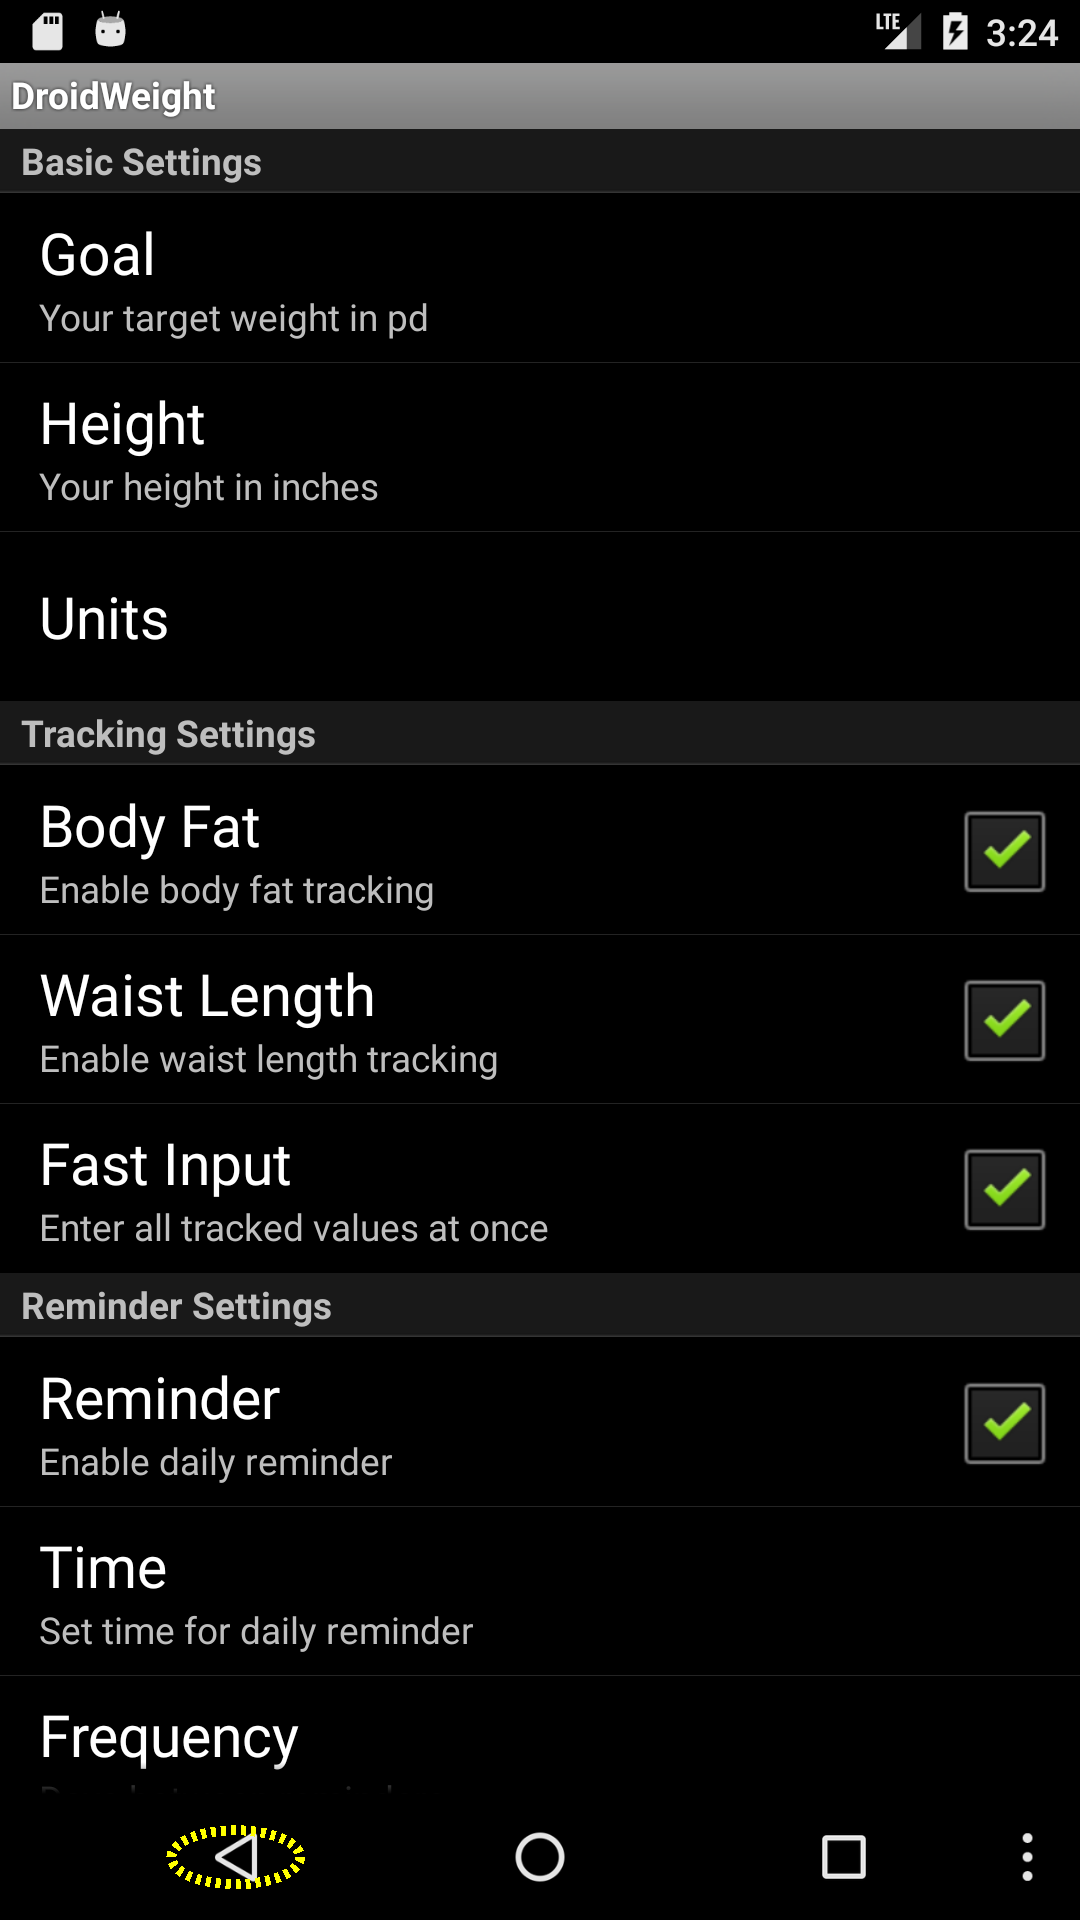 LTE 3:24
DroidWeight
Basic Settings
Goal
Your target weight in pd
Height
Your height in inches
Units
Tracking Settings
Body Fat
Enable body fat tracking
Waist Length
Enable waist length tracking
Fast Input
Enter all tracked values at once
Reminder Settings
Reminder
Enable daily reminder
Time
Set time for daily reminder
Frequency